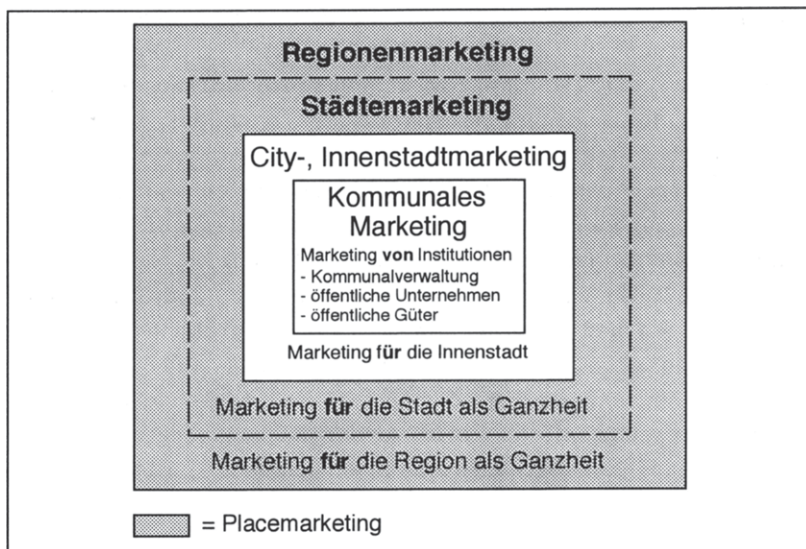 Regionenmarketing
Städtemarketing
City-, Innenstadtmarketing
Kommunales
Marketing
Marketing von Institutionen
- Kommunalverwaltung
- öffentliche Unternehmen
- öffentliche Güter
Marketing für die Innenstadt
Marketing für die Stadt als Ganzheit
Marketing für die Region als Ganzheit
= Placemarketing